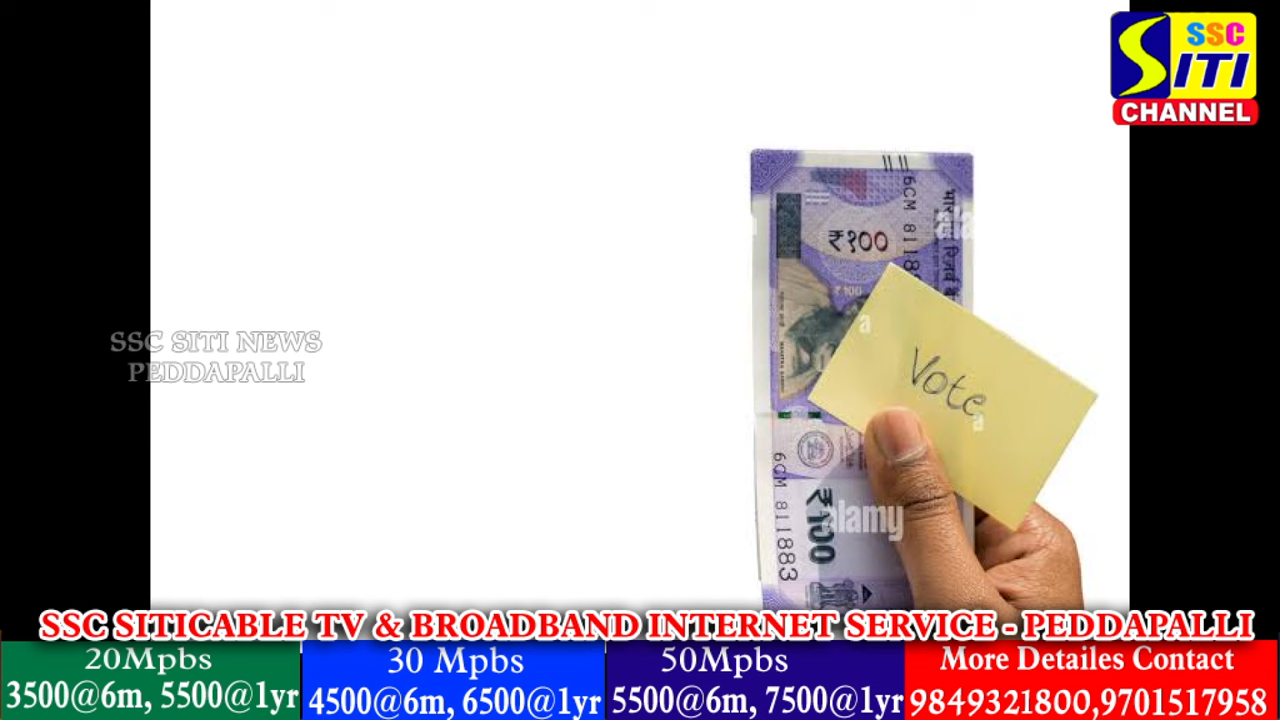 SSC
SITI
CHANNEL
₹१००
6CM 8118
₹100
Vote
a
a
SSC SITI NEWS
PEDDAPALLI
6CM 811883
₹100
alamy
SSC SITICABLE TV & BROADBAND INTERNET SERVICE - PEDDAPALLI
20Mpbs
3500@6m, 5500@1yr
30 Mpbs
4500@6m, 6500@1yr
50Mpbs
5500@6m, 7500@1yr
More Detailes Contact
9849321800,9701517958